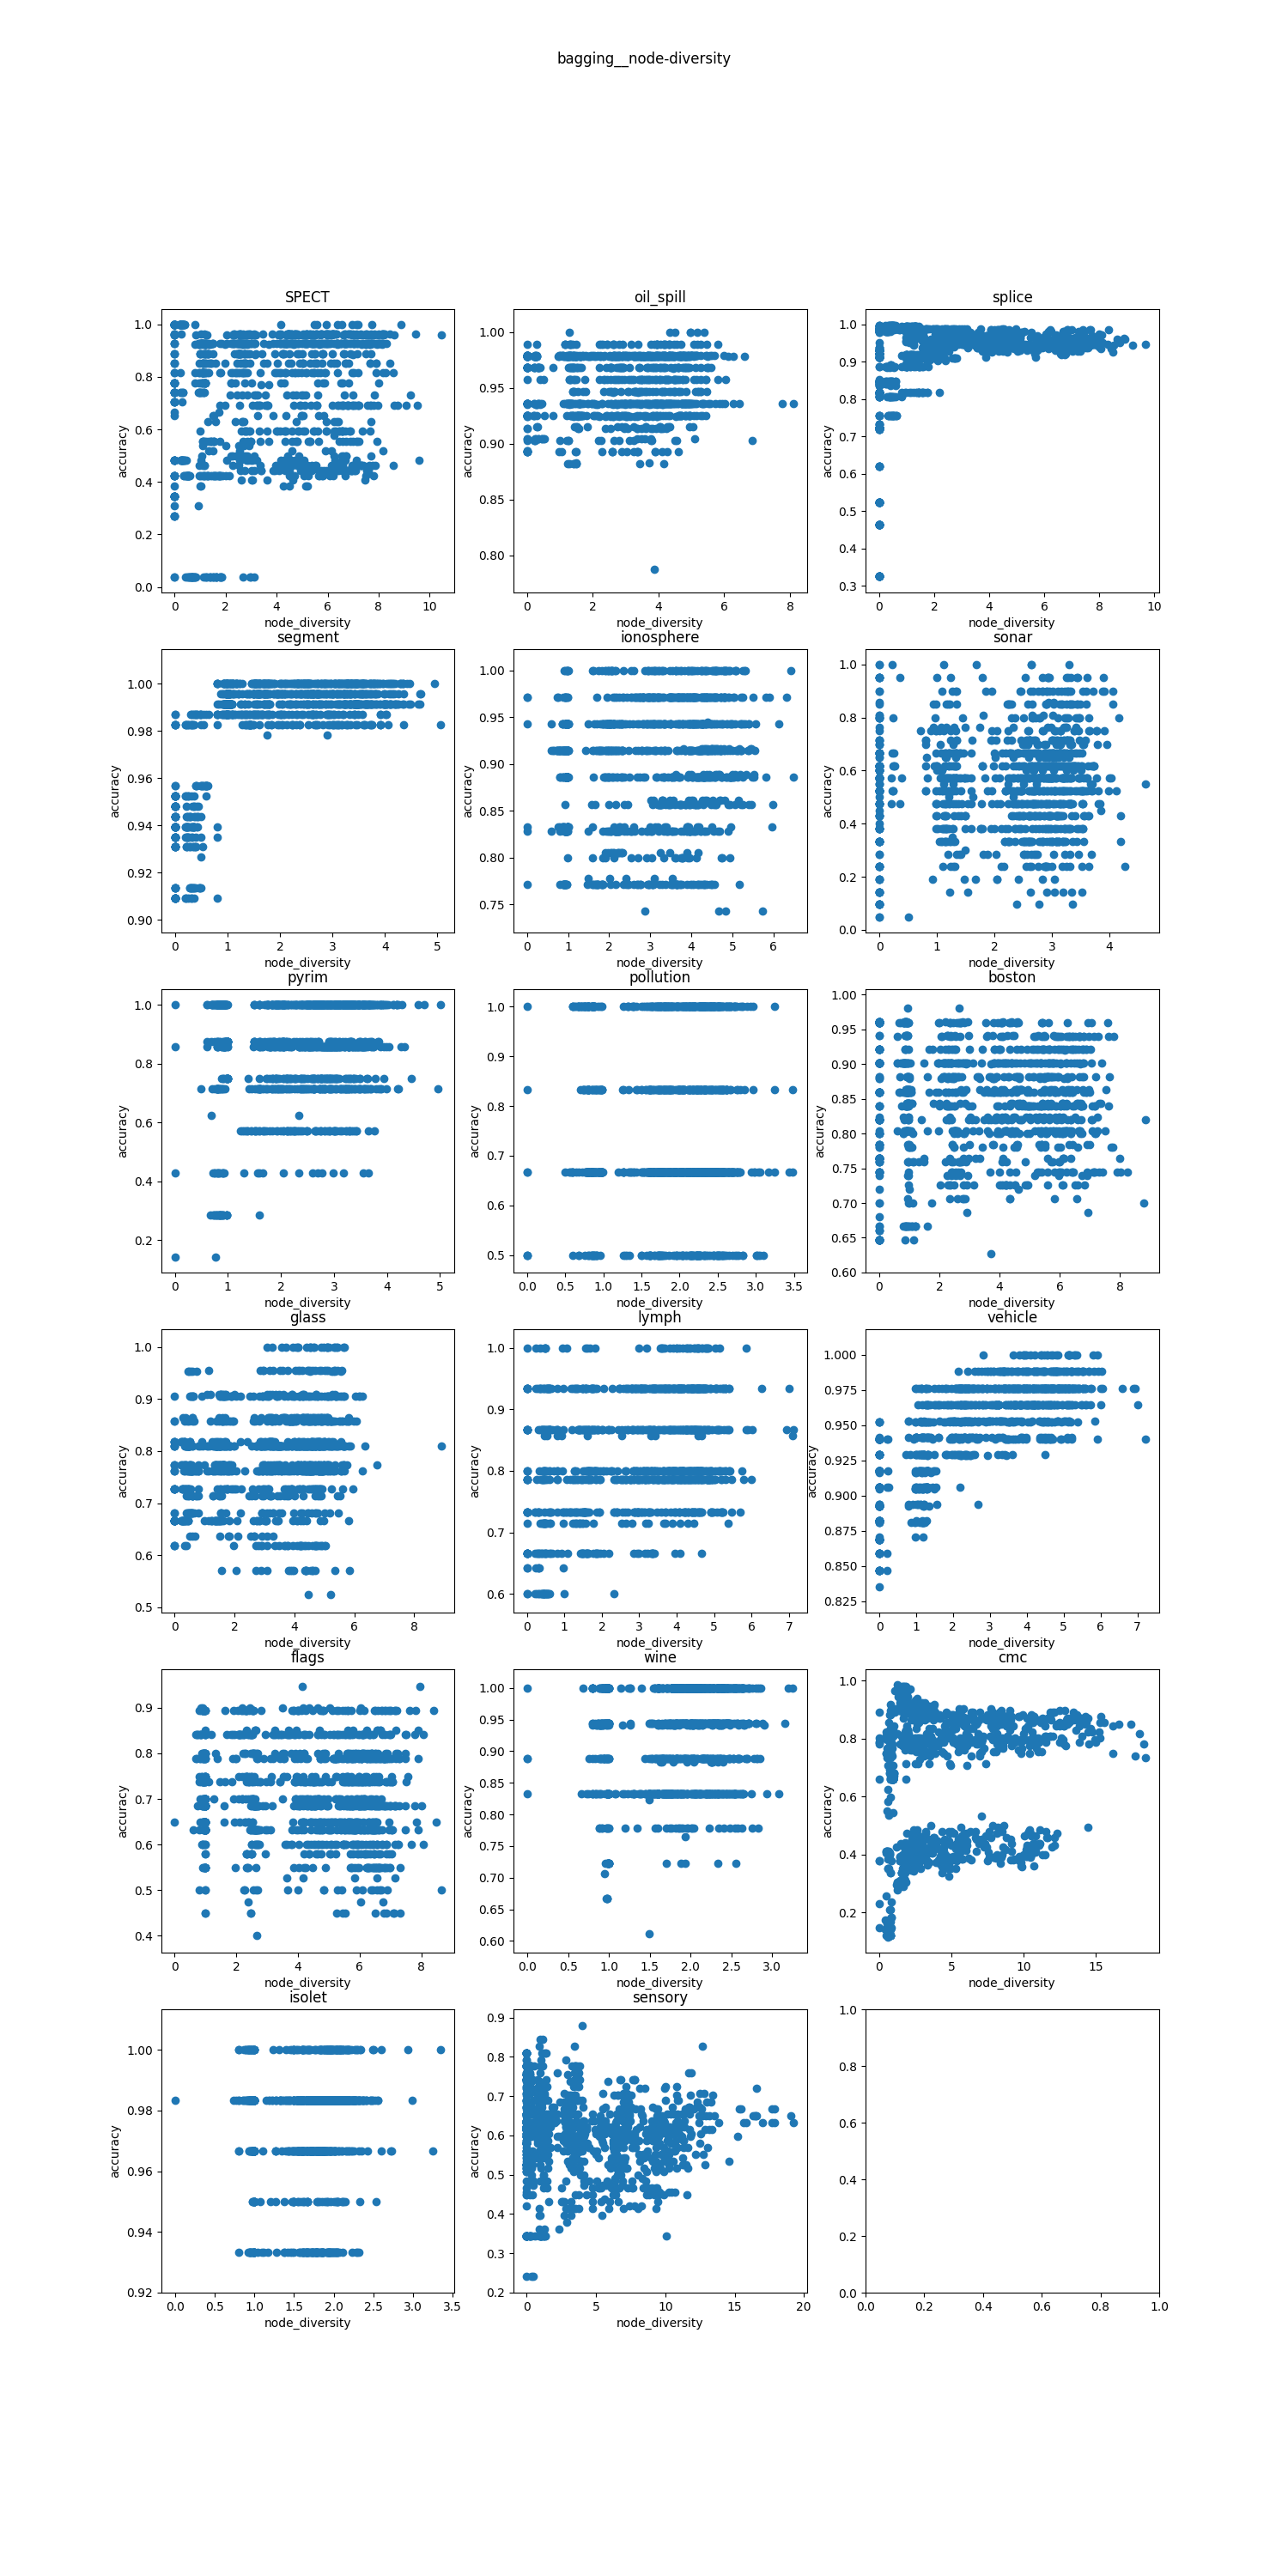 bagging__node-diversity
SPECT
oil_spill
splice
accuracy
1.0
0.8
0.6
0.4
0.2
0.0
0 2 4 6 8 10
node_diversity
accuracy
1.00
0.95
0.90
0.85
0.80
0 2 4 6 8
node_diversity
accuracy
1.0
0.9
0.8
0.7
0.6
0.5
0.4
0.3
0 2 4 6 8 10
node_diversity
segment
ionosphere
sonar
accuracy
1.00
0.98
0.96
0.94
0.92
0.90
0 1 2 3 4 5
node_diversity
accuracy
1.00
0.95
0.90
0.85
0.80
0.75
0 1 2 3 4 5 6
node_diversity
accuracy
1.0
0.8
0.6
0.4
0.2
0.0
0 1 2 3 4
node_diversity
pyrim
pollution
boston
accuracy
1.0
0.8
0.6
0.4
0.2
0 1 2 3 4 5
node_diversity
accuracy
1.0
0.9
0.8
0.7
0.6
0.5
0.0 0.5 1.0 1.5 2.0 2.5 3.0 3.5
node_diversity
accuracy
1.00
0.95
0.90
0.85
0.80
0.75
0.70
0.65
0.60
0 2 4 6 8
node_diversity
glass
lymph
vehicle
accuracy
1.0
0.9
0.8
0.7
0.6
0.5
0 2 4 6 8
node_diversity
accuracy
1.0
0.9
0.8
0.7
0.6
0 1 2 3 4 5 6 7
node_diversity
accuracy
1.000
0.975
0.950
0.925
0.900
0.875
0.850
0.825
0 1 2 3 4 5 6 7
node_diversity
flags
wine
cmc
accuracy
0.9
0.8
0.7
0.6
0.5
0.4
0 2 4 6 8
node_diversity
accuracy
1.00
0.95
0.90
0.85
0.80
0.75
0.70
0.65
0.60
0.0 0.5 1.0 1.5 2.0 2.5 3.0
node_diversity
accuracy
1.0
0.8
0.6
0.4
0.2
0 5 10 15
node_diversity
isolet
sensory
accuracy
1.00
0.98
0.96
0.94
0.92
0.0 0.5 1.0 1.5 2.0 2.5 3.0 3.5
node_diversity
accuracy
0.9
0.8
0.7
0.6
0.5
0.4
0.3
0.2
0 5 10 15 20
node_diversity
1.0
0.8
0.6
0.4
0.2
0.0
0.0 0.2 0.4 0.6 0.8 1.0